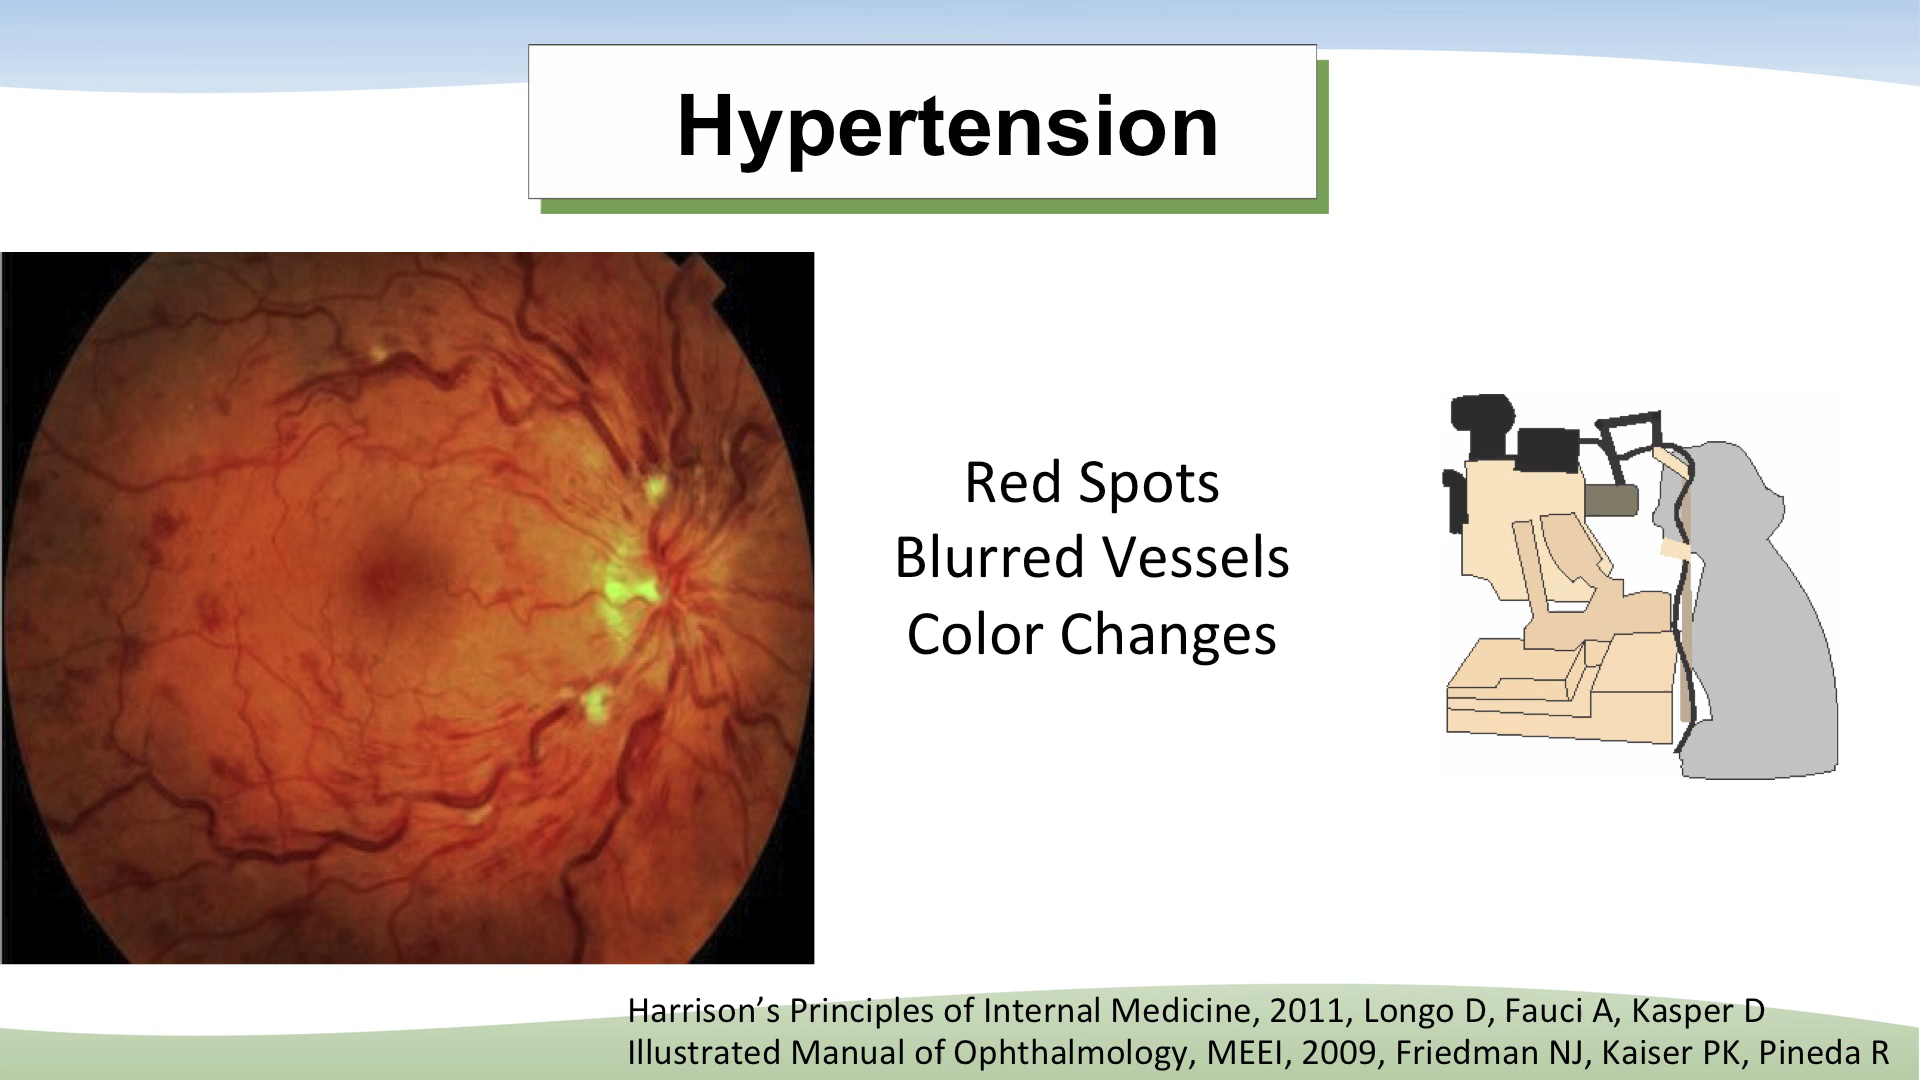 Hypertension
Red Spots
Blurred Vessels
Color Changes
Harrison’s Principles of Internal Medicine, 2011, Longo D, Fauci A, Kasper D
Illustrated Manual of Ophthalmology, MEEI, 2009, Friedman NJ, Kaiser PK, Pineda R